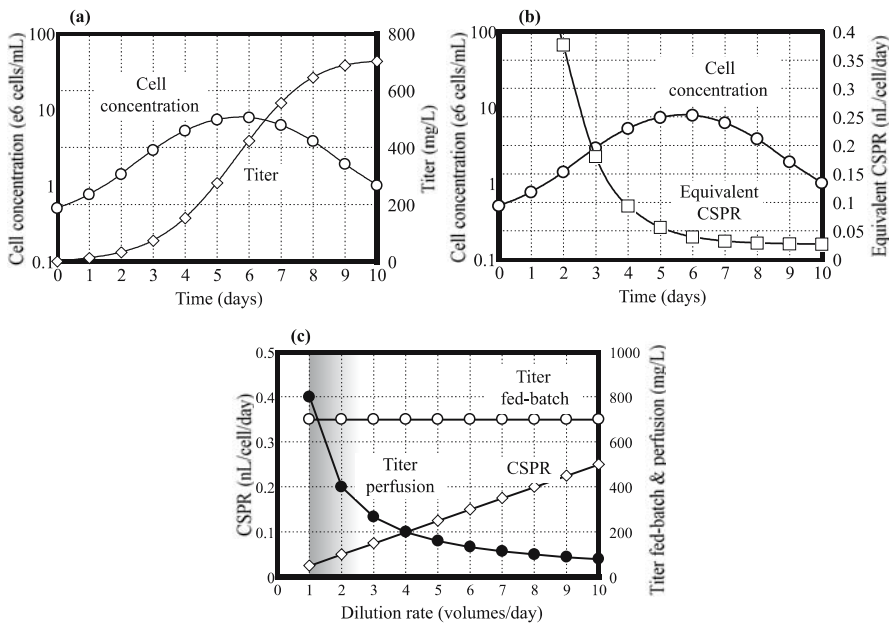 (a)
100
10
1
0.1
Cell concentration (e6 cells/mL)
Cell
concentration
Titer
800
600
400
200
0
Titer (mg/L)
0 1 2 3 4 5 6 7 8 9 10
Time (days)
(b)
100
10
1
0.1
Cell concentration (e6 cells/mL)
Cell
concentration
Equivalent
CSPR
0.4
0.35
0.3
0.25
0.2
0.15
0.1
0.05
0
Equivalent CSPR (nL/cell/day)
0 1 2 3 4 5 6 7 8 9 10
Time (days)
(c)
0.5
0.4
0.3
0.2
0.1
0
CSPR (nL/cell/day)
Titer
fed-batch
Titer
perfusion
CSPR
1000
800
600
400
200
0
Titer fed-batch & perfusion (mg/L)
0 1 2 3 4 5 6 7 8 9 10
Dilution rate (volumes/day)